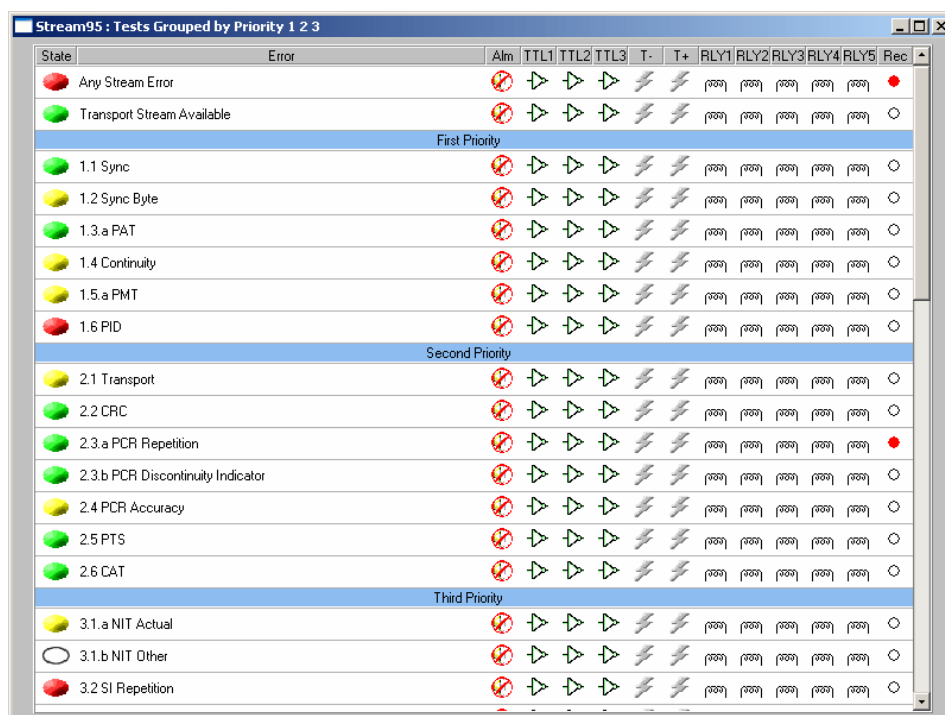 Stream95 : Tests Grouped by Priority 1 2 3
State Error Alm TTL1 TTL2 TTL3 T- T+ RLY1 RLY2 RLY3 RLY4 RLY5 Rec
Any Stream Error
Transport Stream Available
First Priority
1.1 Sync
1.2 Sync Byte
1.3.a PAT
1.4 Continuity
1.5.a PMT
1.6 PID
Second Priority
2.1 Transport
2.2 CRC
2.3.a PCR Repetition
2.3.b PCR Discontinuity Indicator
2.4 PCR Accuracy
2.5 PTS
2.6 CAT
Third Priority
3.1.a NIT Actual
3.1.b NIT Other
3.2 SI Repetition